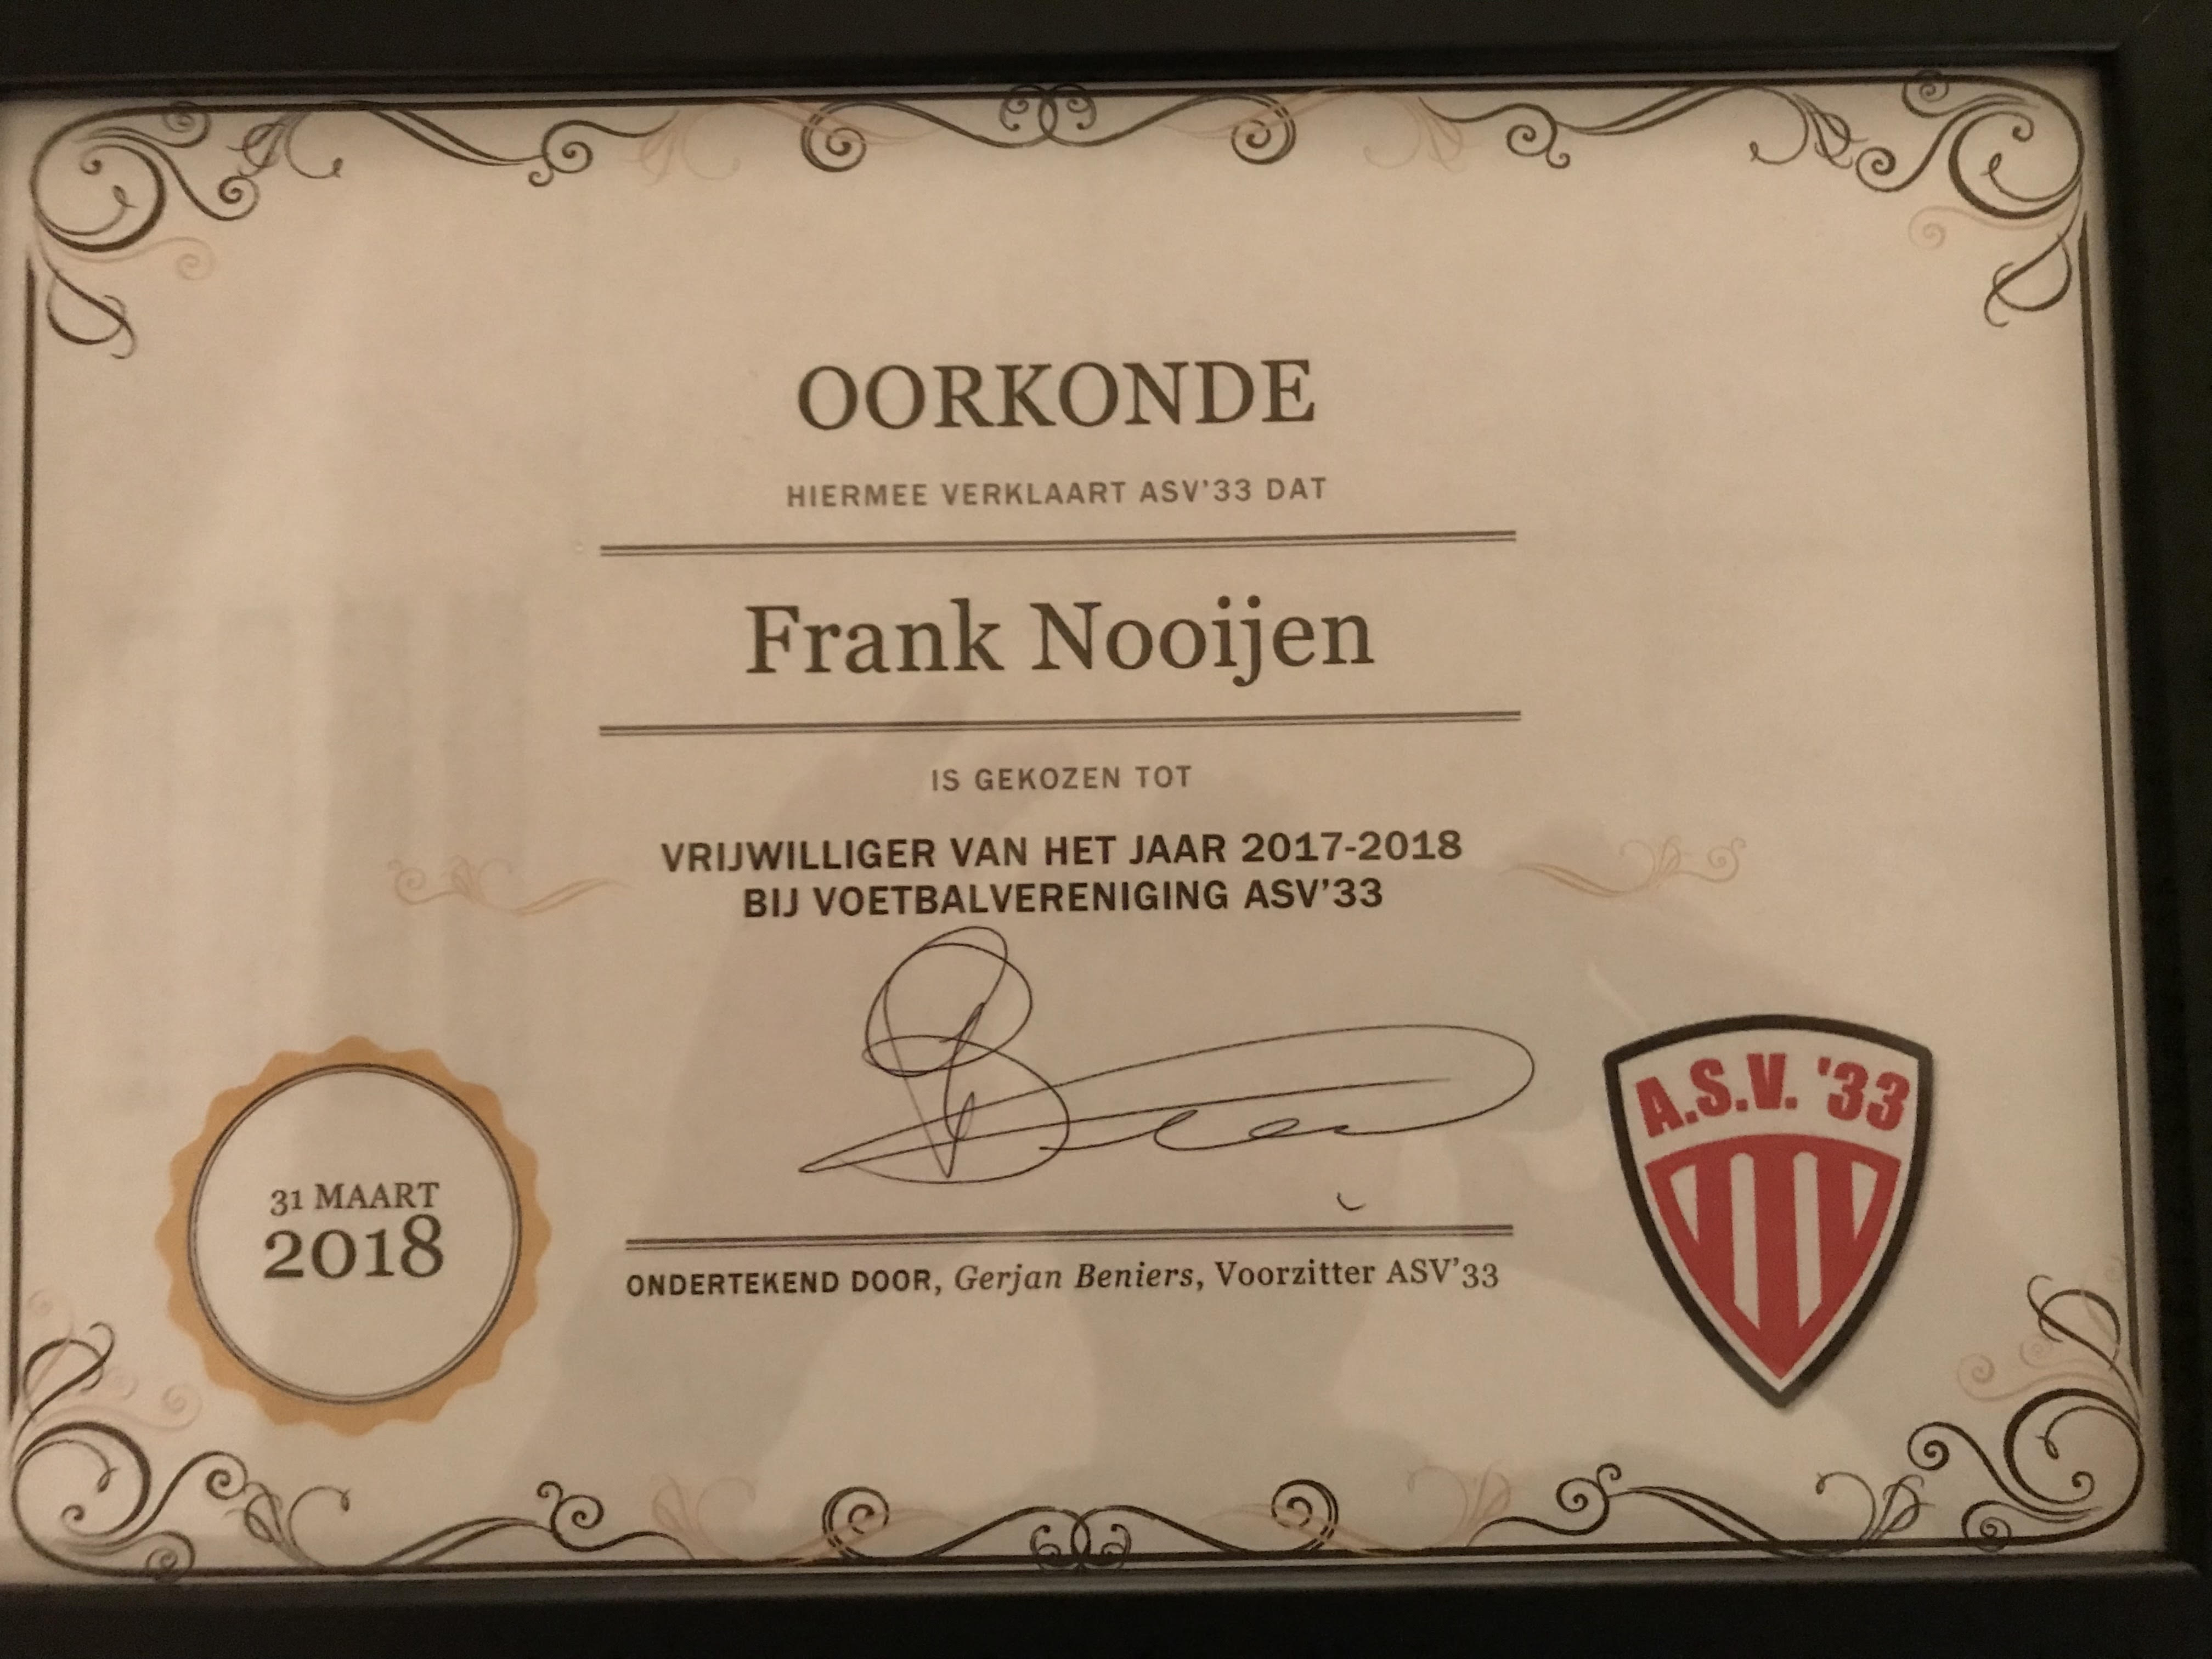 OORKONDE
HIERMEE VERKLAART ASV'33 DAT
Frank Nooijen
IS GEKOZEN TOT
VRIJWILLIGER VAN HET JAAR 2017-2018
BIJ VOETBALVERENIGING ASV'33
31 MAART
2018
ONDERTEKEND DOOR, Gerjan Beniers, Voorzitter ASV'33
A.S.V. '33